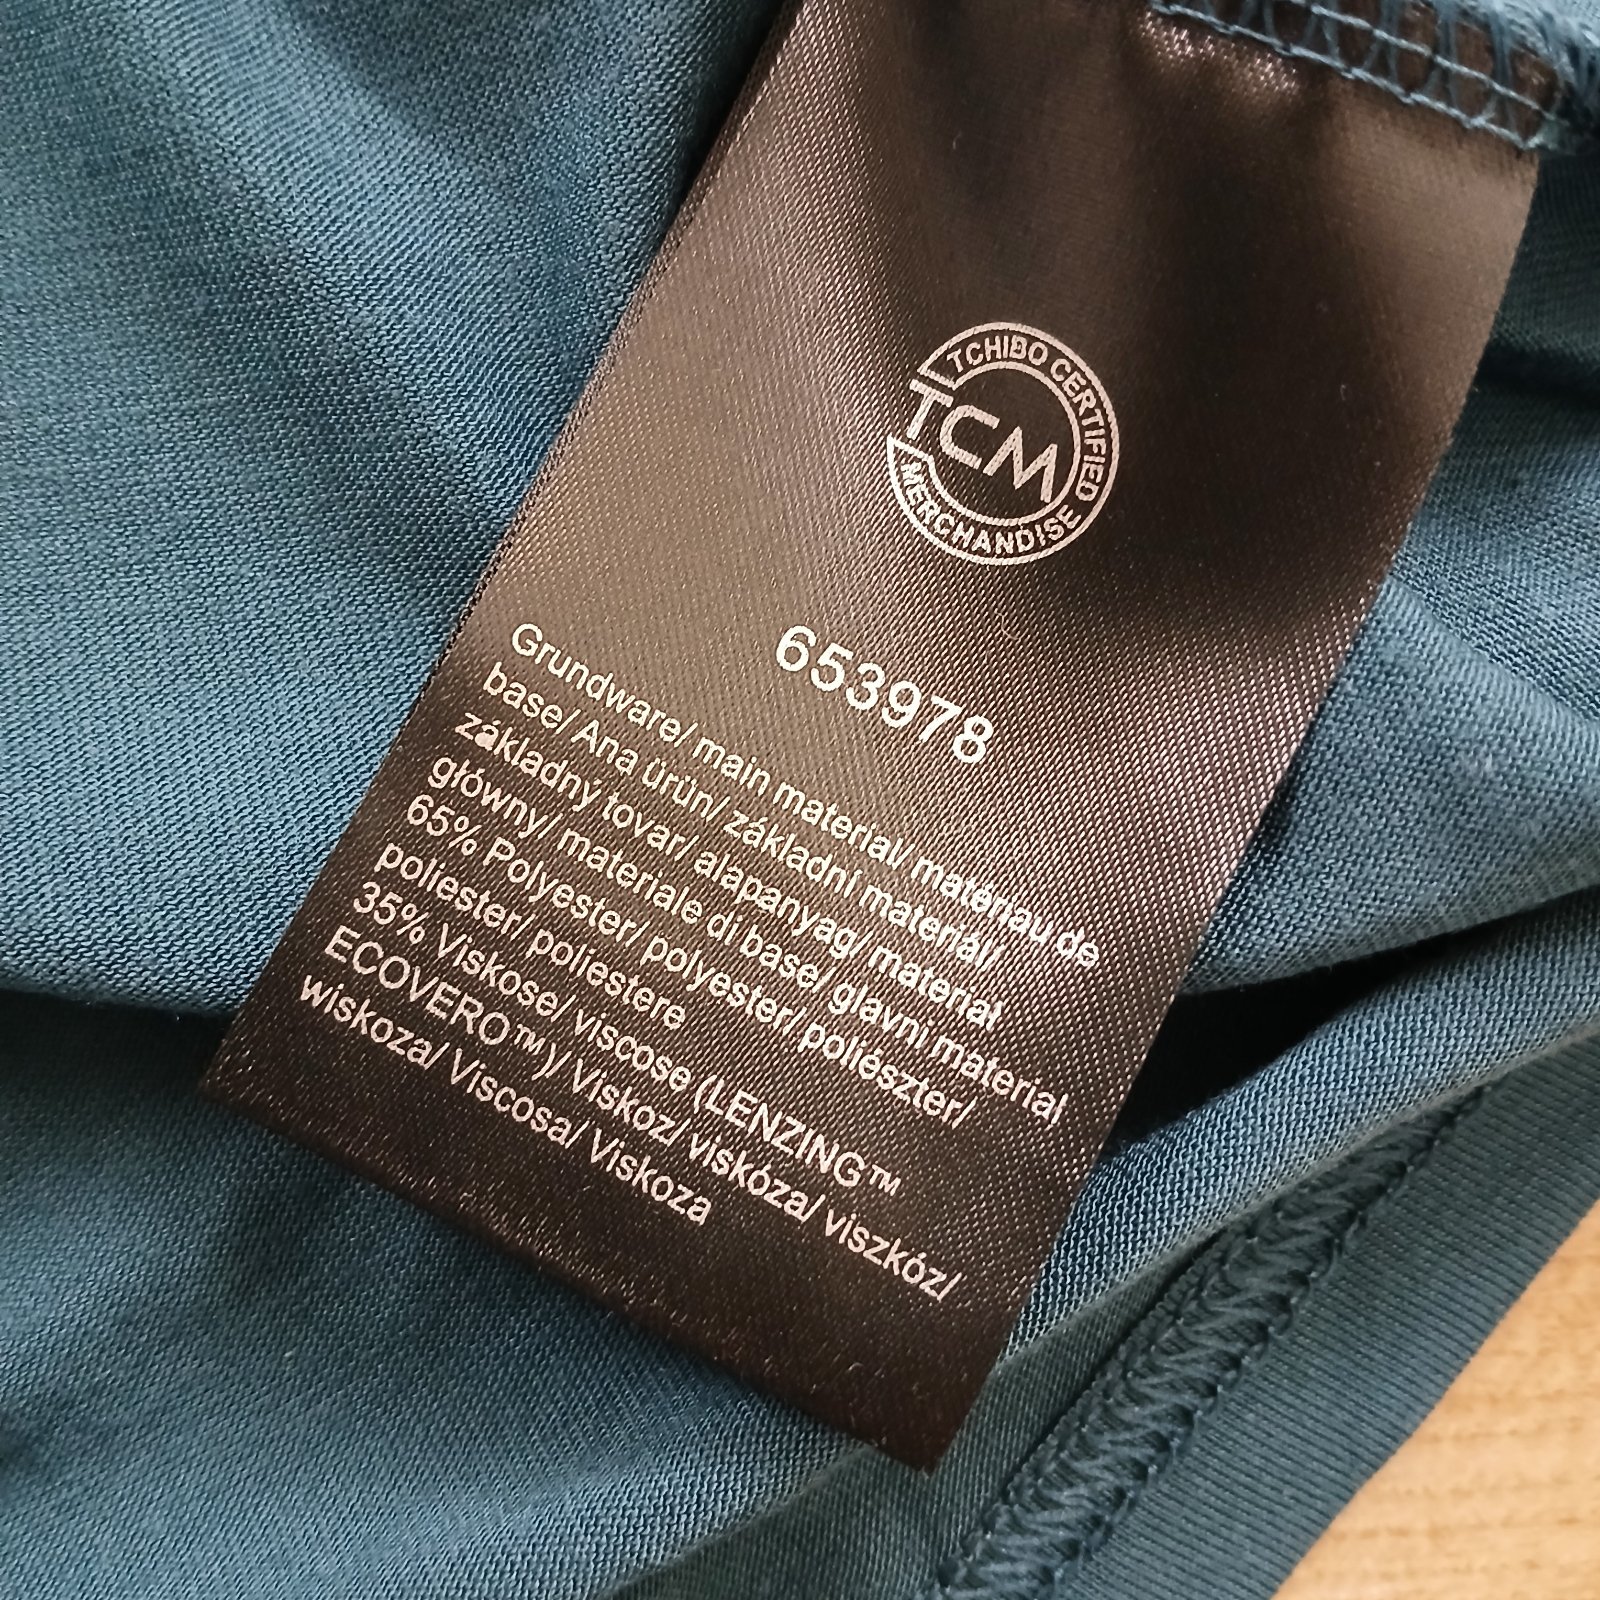 TCHIBO CERTIFIED
TCM
MERCHANDISE
653978
Grundware/ main material/ matériau de
base/ Ana ürün/ základní materiál/
základný tovar/ alapanyag/ materiał
główny/ materiale di base/ glavni material
65% Polyester/ polyester/ poliészter/
poliester/ poliestere
35% Viskose/ viscose (LENZING™
ECOVERO™)/ Viskoz/ viskóza/ viszkóz/
wiskoza/ Viscosa/ Viskoza